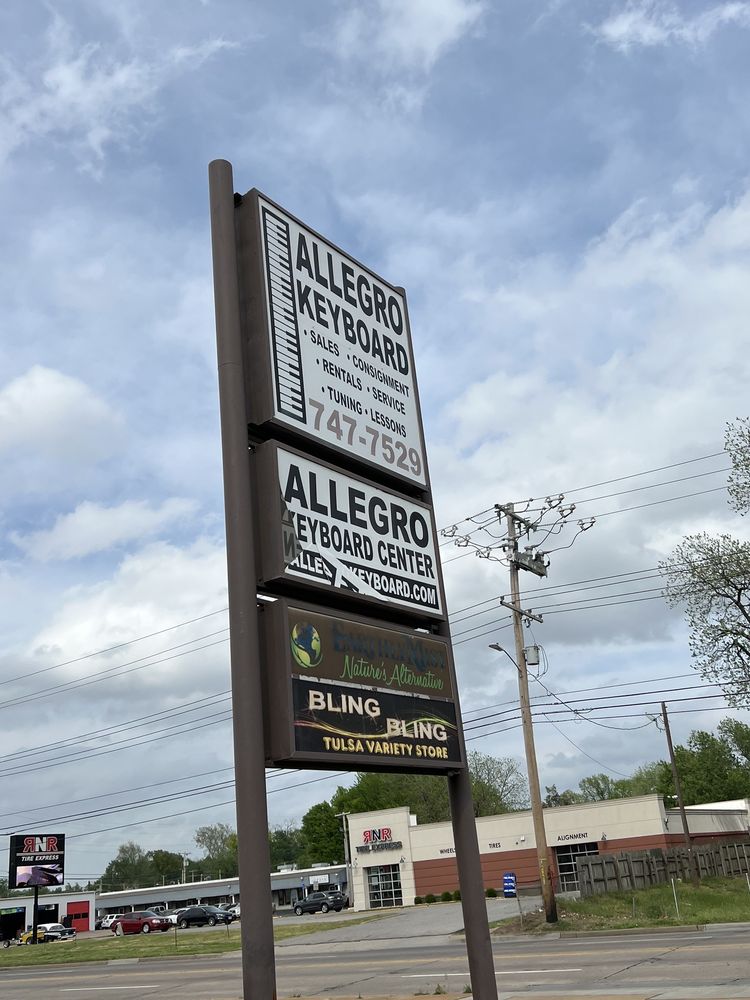 ALLEGRO
KEYBOARD
• SALES • CONSIGNMENT
• RENTALS • SERVICE
• TUNING • LESSONS
747-7529
ALLEGRO
KEYBOARD CENTER
KEYBOARD.COM
Nature's Alternative
BLING
BLING
TULSA VARIETY STORE
RNR
TIRE EXPRESS
RNR
TIRE EXPRESS
WHEELS
TIRES
ALIGNMENT